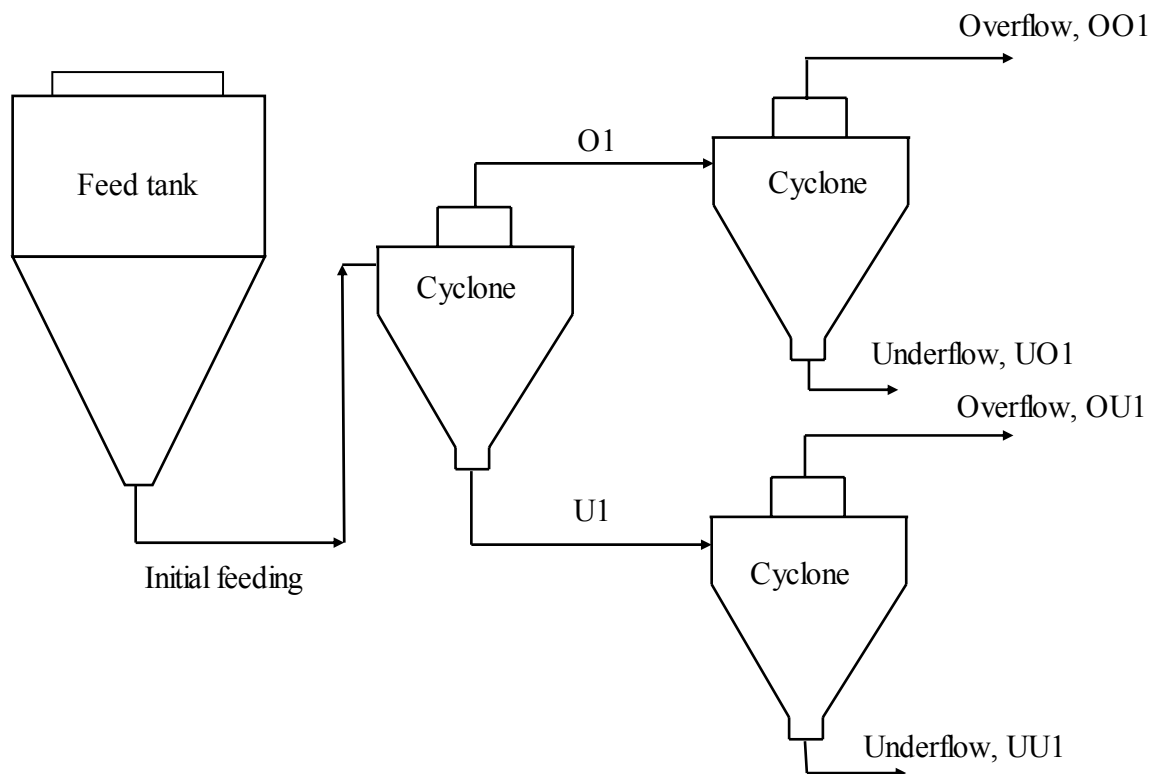 Overflow, OO1
O1
Feed tank
Cyclone
Cyclone
Underflow, UO1
Overflow, OU1
U1
Initial feeding
Cyclone
Underflow, UU1